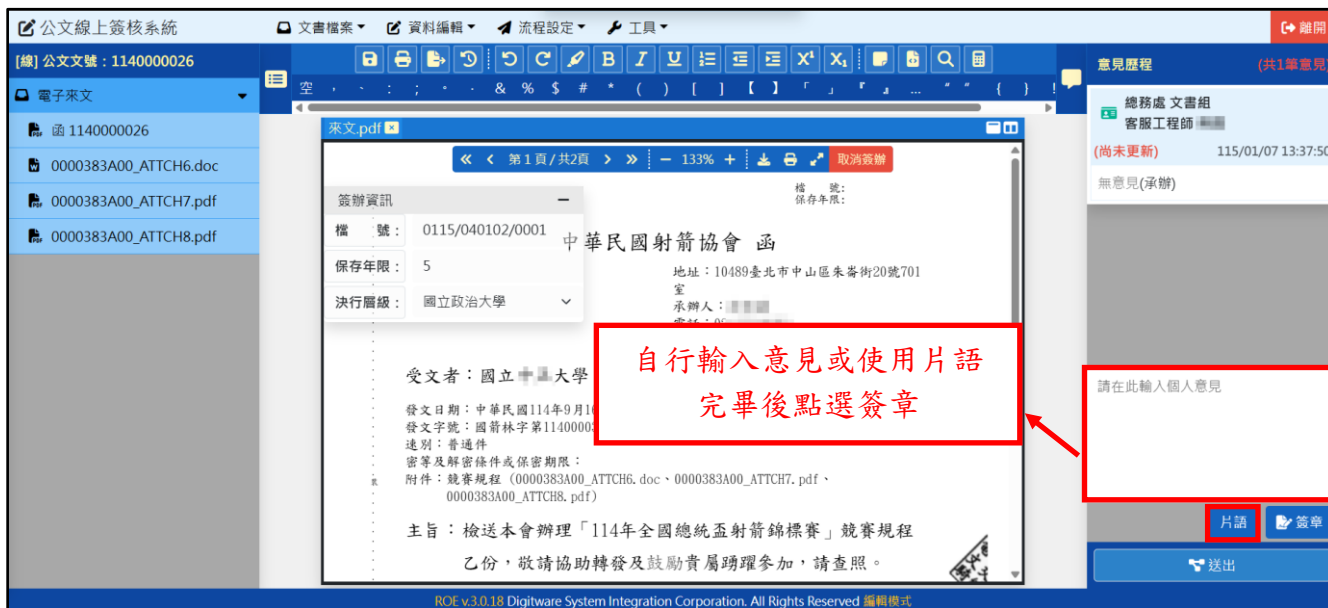 公文線上簽核系統
文書檔案 資料編輯 流程設定 工具
離開
[線] 公文文號：1140000026
電子來文
函 1140000026
0000383A00_ATTCH6.doc
0000383A00_ATTCH7.pdf
0000383A00_ATTCH8.pdf
B I U X¹ X₁
空 ， 、 ： ； 。 ． & % $ # * ( ) [ ] 【 】 「 」 『 』 … " " { } !
來文.pdf
第 1 頁/共2頁 133% 取消簽辦
簽辦資訊
檔 號： 0115/040102/0001
保存年限： 5
決行層級： 國立政治大學
檔 號:
保存年限:
中華民國射箭協會 函
地址：10489臺北市中山區朱崙街20號701
室
承辦人：
受文者：國立 大學
發文日期：中華民國114年9月
發文字號：國箭林字第1140000
速別：普通件
密等及解密條件或保密期限：
附件：競賽規程（0000383A00_ATTCH6.doc、0000383A00_ATTCH7.pdf、
0000383A00_ATTCH8.pdf）
主旨：檢送本會辦理「114年全國總統盃射箭錦標賽」競賽規程
乙份，敬請協助轉發及鼓勵貴屬踴躍參加，請查照。
自行輸入意見或使用片語
完畢後點選簽章
意見歷程 (共1筆意見)
總務處 文書組
客服工程師
(尚未更新) 115/01/07 13:37:50
無意見(承辦)
請在此輸入個人意見
片語 簽章
送出
ROE v.3.0.18 Digitware System Integration Corporation. All Rights Reserved 編輯模式